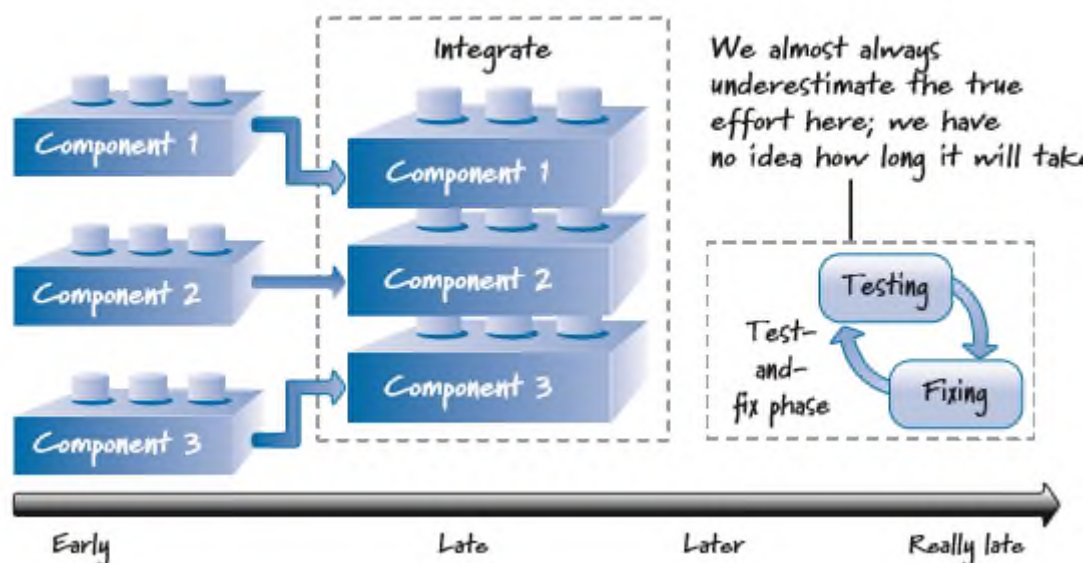 Integrate
Component 1
Component 2
Component 3
Component 1
Component 2
Component 3
We almost always
underestimate the true
effort here; we have
no idea how long it will take
Testing
Fixing
Test-
and-
fix phase
Early
Late
Later
Really late